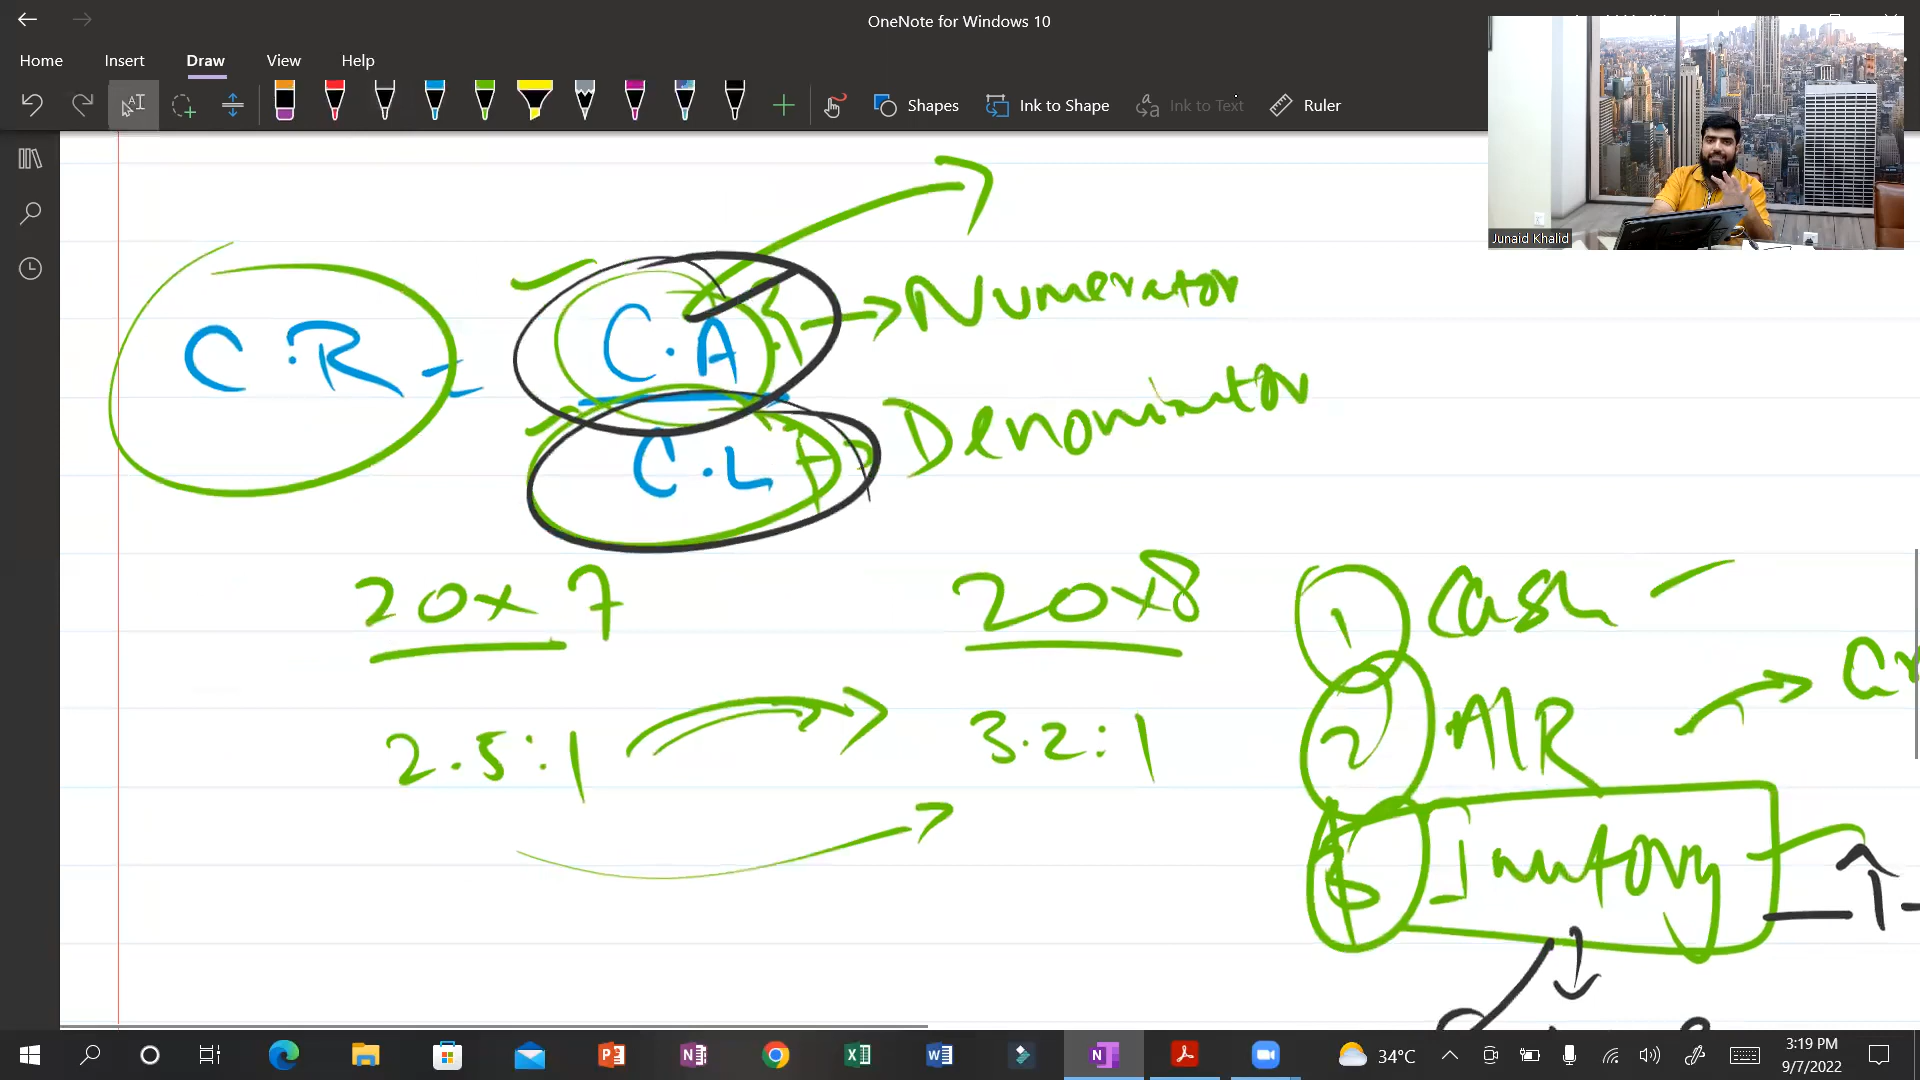 OneNote for Windows 10
Home Insert Draw View Help
Shapes Ink to Shape Ink to Text Ruler
Junaid Khalid
C.R = C.A
C.L
Numerator
Denominator
20x7 20x8
2.5:1 3.2:1
1 Cash
2 A/R
3 Inventory
34°C
3:19 PM
9/7/2022